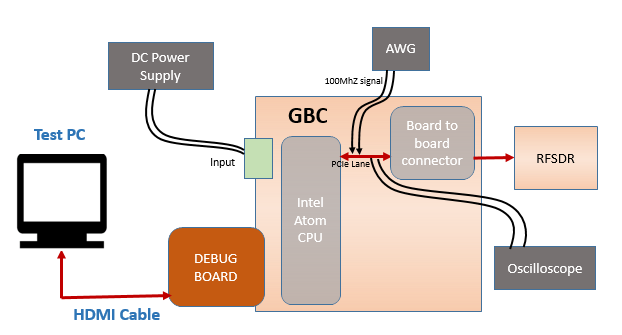 AWG
DC Power
Supply
100MhZ signal
GBC
Board to
board
connector
Test PC
Input
PCIe Lane
RFSDR
Intel
Atom
CPU
DEBUG
BOARD
Oscilloscope
HDMI Cable